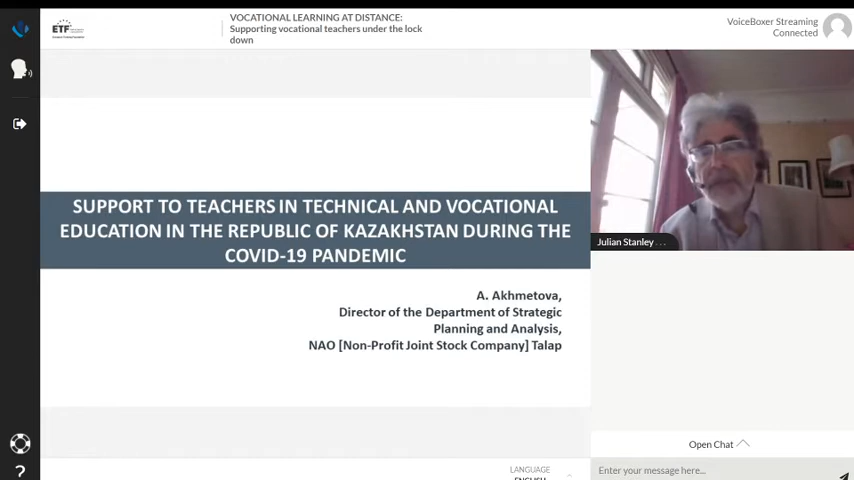 ETF
VOCATIONAL LEARNING AT DISTANCE:
Supporting vocational teachers under the lock
down
VoiceBoxer Streaming
Connected
SUPPORT TO TEACHERS IN TECHNICAL AND VOCATIONAL
EDUCATION IN THE REPUBLIC OF KAZAKHSTAN DURING THE
COVID-19 PANDEMIC
A. Akhmetova,
Director of the Department of Strategic
Planning and Analysis,
NAO [Non-Profit Joint Stock Company] Talap
Julian Stanley . . .
Open Chat
LANGUAGE
ENGLISH
Enter your message here...
?